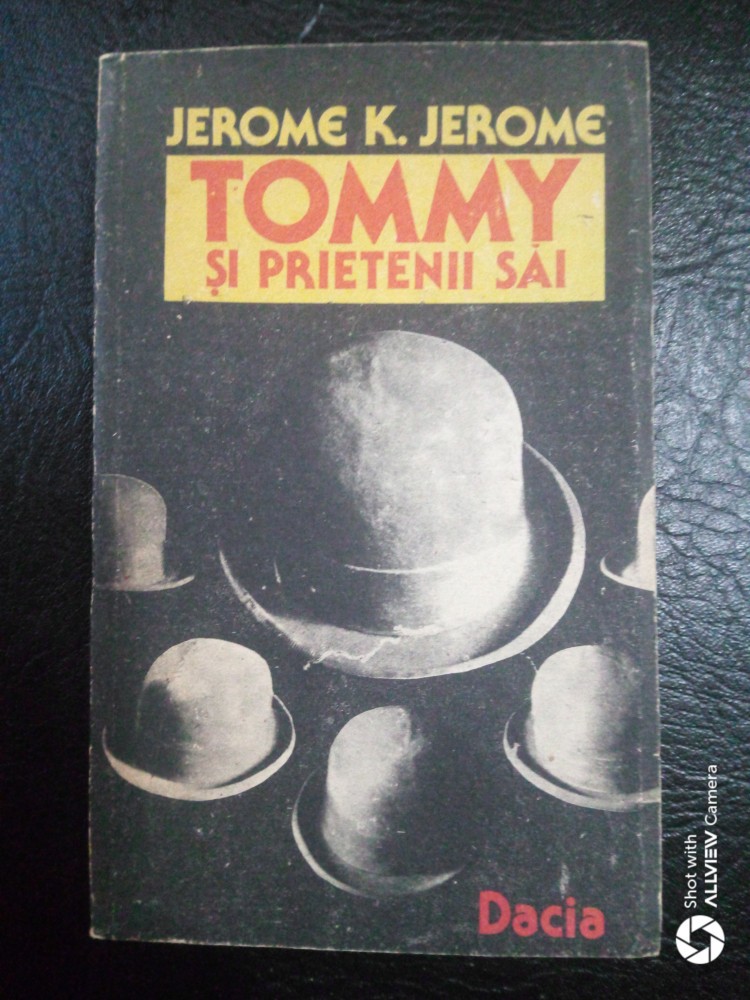 JEROME K. JEROME
TOMMY
ȘI PRIETENII SĂI
Dacia
Shot with
ALLVIEW Camera